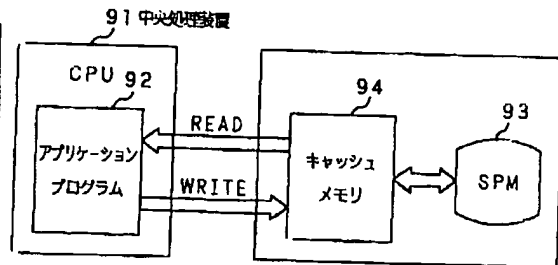 91 中央処理装置
CPU 92
アプリケーション
プログラム
READ
WRITE
94
キャッシュ
メモリ
93
SPM